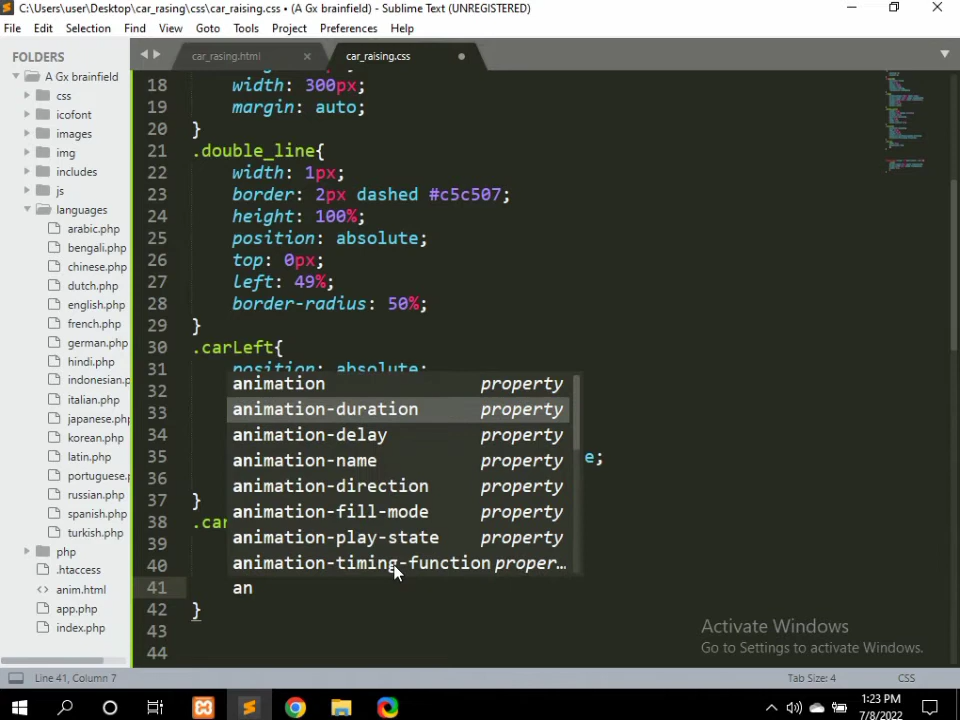 C:\Users\user\Desktop\car_rasing\css\car_raising.css • (A Gx brainfield) - Sublime Text (UNREGISTERED)
File Edit Selection Find View Goto Tools Project Preferences Help
FOLDERS
A Gx brainfield
css
icofont
images
img
includes
js
languages
arabic.php
bengali.php
chinese.php
dutch.php
english.php
french.php
german.php
hindi.php
indonesian.p
italian.php
japanese.php
korean.php
latin.php
portuguese.p
russian.php
spanish.php
turkish.php
php
.htaccess
anim.html
app.php
index.php
car_rasing.html
car_raising.css
18 width: 300px;
19 margin: auto;
20 }
21 .double_line{
22 width: 1px;
23 border: 2px dashed #c5c507;
24 height: 100%;
25 position: absolute;
26 top: 0px;
27 left: 49%;
28 border-radius: 50%;
29 }
30 .carLeft{
31 position: absolute;
32
33
34
35 e;
36
37 }
38 .car
39
40
41 an
42 }
43
44
animation property
animation-duration property
animation-delay property
animation-name property
animation-direction property
animation-fill-mode property
animation-play-state property
animation-timing-function proper…
Activate Windows
Go to Settings to activate Windows.
Line 41, Column 7
Tab Size: 4
CSS
1:23 PM
7/8/2022